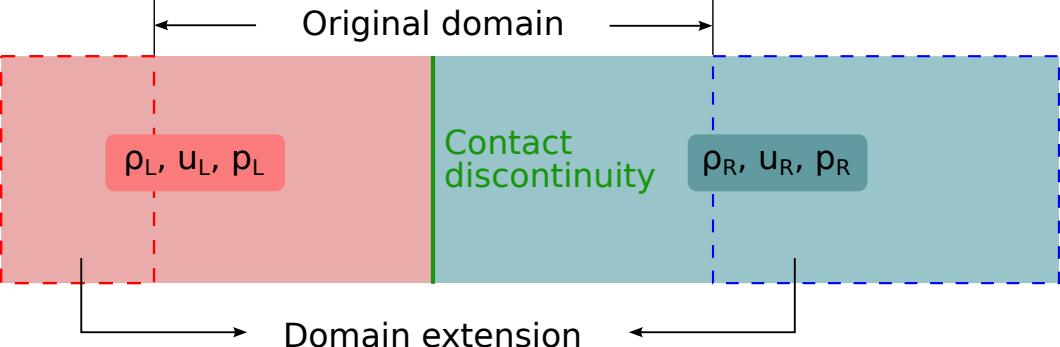 Original domain
Contact
discontinuity
ρL, uL, pL
ρR, uR, pR
Domain extension